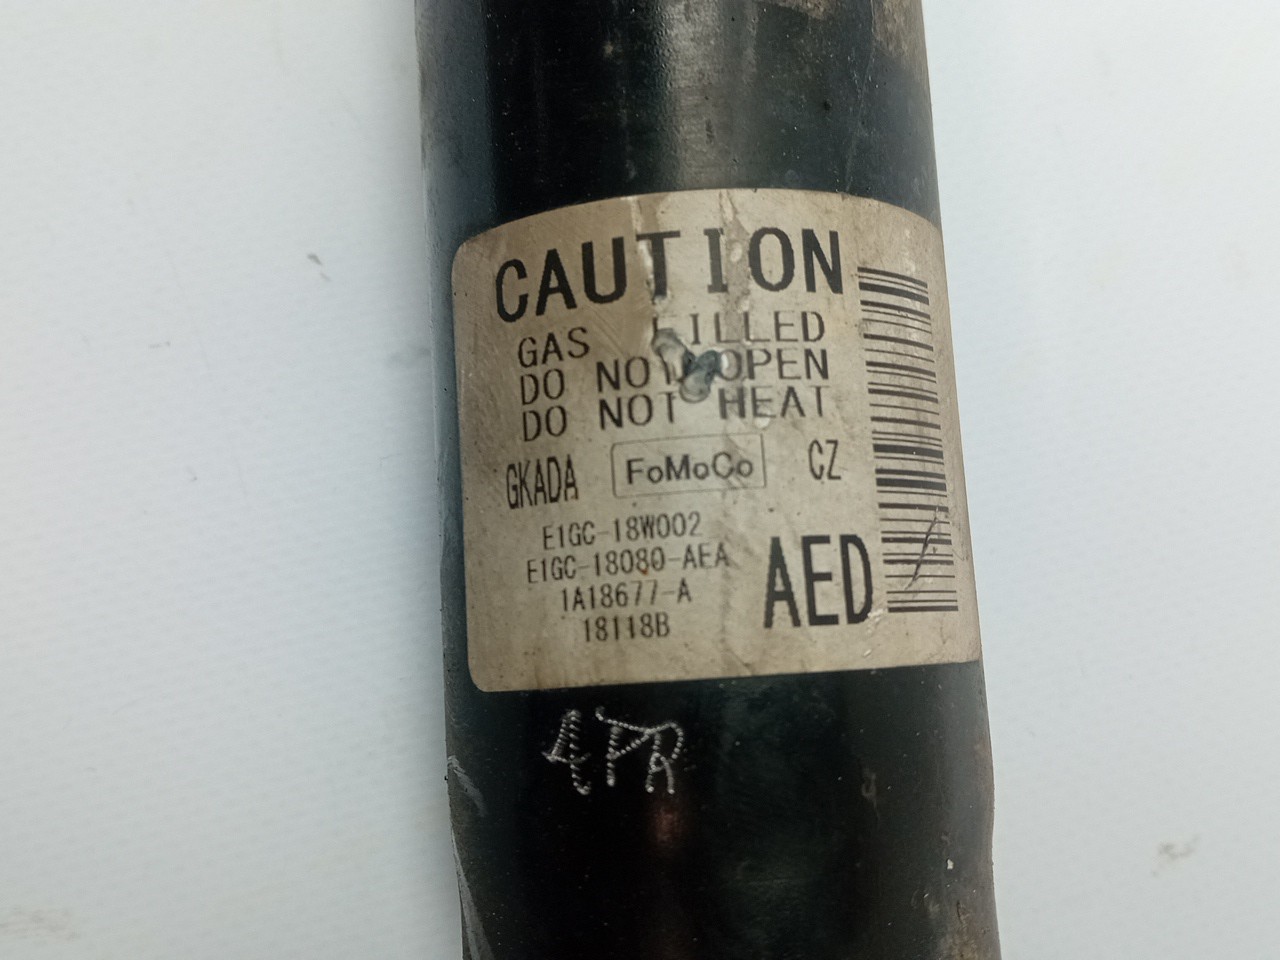 CAUTION
GAS FILLED
DO NOT OPEN
DO NOT HEAT
GKADA FoMoCo CZ
E1GC-18W002
E1GC-18080-AEA
1A18677-A
18118B
AED